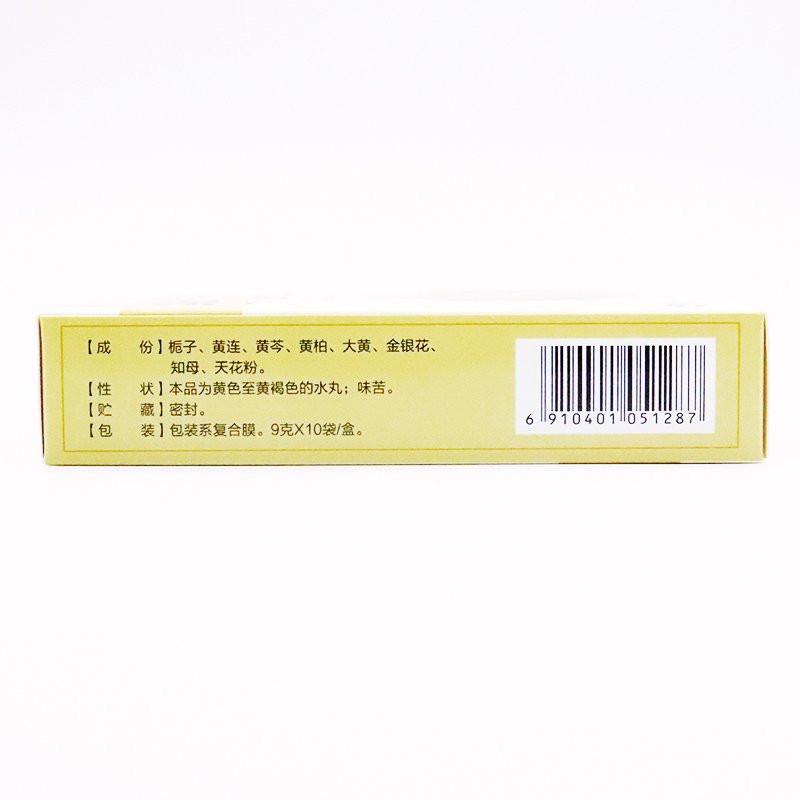 【成 份】栀子、黄连、黄芩、黄柏、大黄、金银花、
知母、天花粉。
【性 状】本品为黄色至黄褐色的水丸；味苦。
【贮 藏】密封。
【包 装】包装系复合膜。9克X10袋/盒。
6 910401 051287